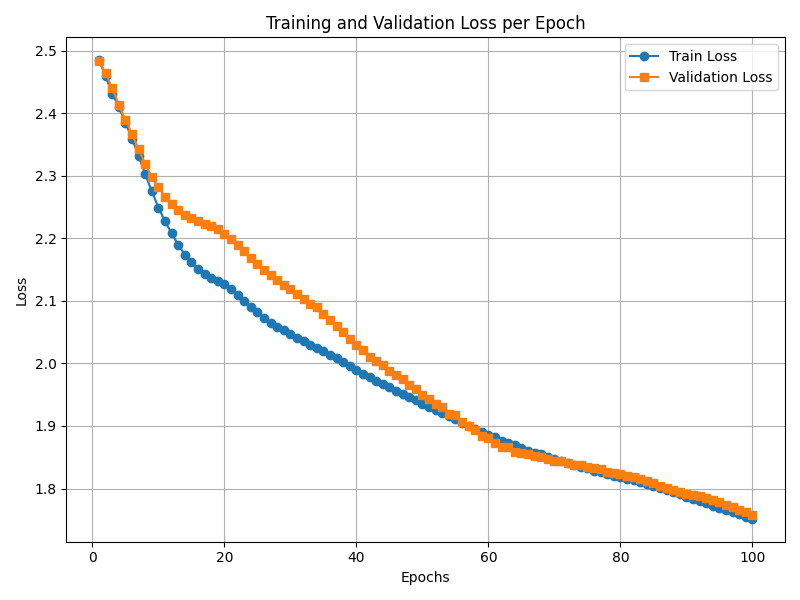 Training and Validation Loss per Epoch
Train Loss
Validation Loss
2.5
2.4
2.3
2.2
2.1
2.0
1.9
1.8
Loss
0 20 40 60 80 100
Epochs